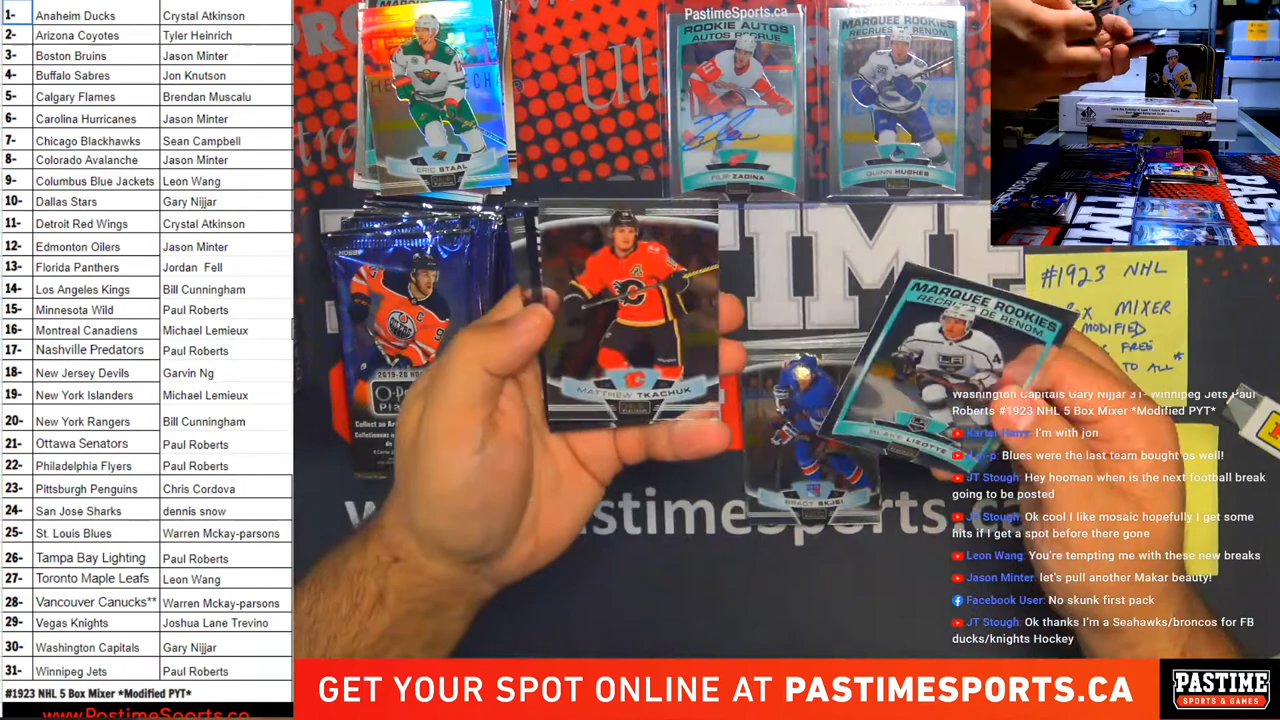 1- Anaheim Ducks Crystal Atkinson
2- Arizona Coyotes Tyler Heinrich
3- Boston Bruins Jason Minter
4- Buffalo Sabres Jon Knutson
5- Calgary Flames Brendan Muscalu
6- Carolina Hurricanes Jason Minter
7- Chicago Blackhawks Sean Campbell
8- Colorado Avalanche Jason Minter
9- Columbus Blue Jackets Leon Wang
10- Dallas Stars Gary Nijjar
11- Detroit Red Wings Crystal Atkinson
12- Edmonton Oilers Jason Minter
13- Florida Panthers Jordan Fell
14- Los Angeles Kings Bill Cunningham
15- Minnesota Wild Paul Roberts
16- Montreal Canadiens Michael Lemieux
17- Nashville Predators Paul Roberts
18- New Jersey Devils Garvin Ng
19- New York Islanders Michael Lemieux
20- New York Rangers Bill Cunningham
21- Ottawa Senators Paul Roberts
22- Philadelphia Flyers Paul Roberts
23- Pittsburgh Penguins Chris Cordova
24- San Jose Sharks dennis snow
25- St. Louis Blues Warren Mckay-parsons
26- Tampa Bay Lighting Paul Roberts
27- Toronto Maple Leafs Leon Wang
28- Vancouver Canucks** Warren Mckay-parsons
29- Vegas Knights Joshua Lane Trevino
30- Washington Capitals Gary Nijjar
31- Winnipeg Jets Paul Roberts
#1923 NHL 5 Box Mixer *Modified PYT*
www.PastimeSports.ca
ERIC STAAL
PastimeSports.ca
ROOKIE AUTOS
AUTOS RECRUE
FILIP ZADINA
MARQUEE ROOKIES
RECRUES DE RENOM
QUINN HUGHES
HOBBY
2019-20
MATTHEW TKACHUK
MARQUEE ROOKIES
RECRUES DE RENOM
BLAKE LIZOTTE
BRADY SKJEI
TIME
#1923 NHL
MIXER
MODIFIED
FREE
TO ALL
Washington Capitals Gary Nijjar 31- Winnipeg Jets Paul
Roberts #1923 NHL 5 Box Mixer *Modified PYT*
Karter Harry: I'm with jon
Blues were the last team bought as well!
JT Stough: Hey hooman when is the next football break
going to be posted
JT Stough: Ok cool I like mosaic hopefully I get some
hits if I get a spot before there gone
Leon Wang: You're tempting me with these new breaks
Jason Minter: let's pull another Makar beauty!
Facebook User: No skunk first pack
JT Stough: Ok thanks I'm a Seahawks/broncos for FB
ducks/knights Hockey
GET YOUR SPOT ONLINE AT PASTIMESPORTS.CA
PASTIME
SPORTS & GAMES